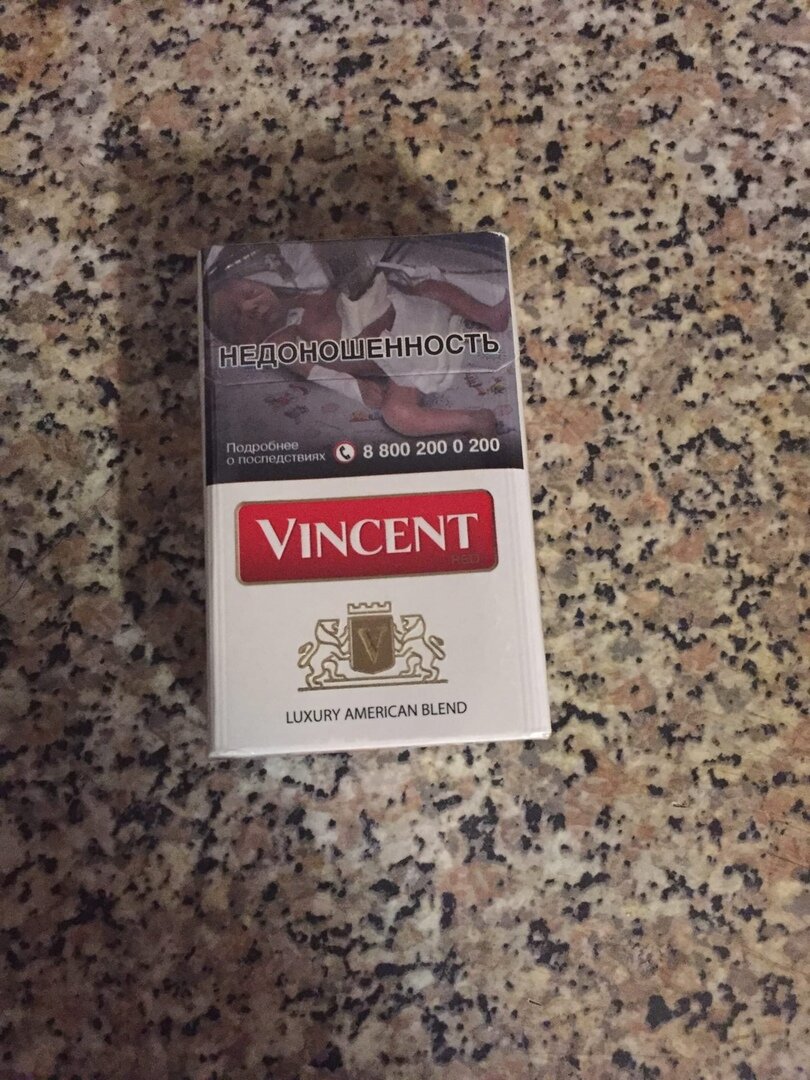 НЕДОНОШЕННОСТЬ
Подробнее
о последствиях 8 800 200 0 200
VINCENT
RED
V
LUXURY AMERICAN BLEND